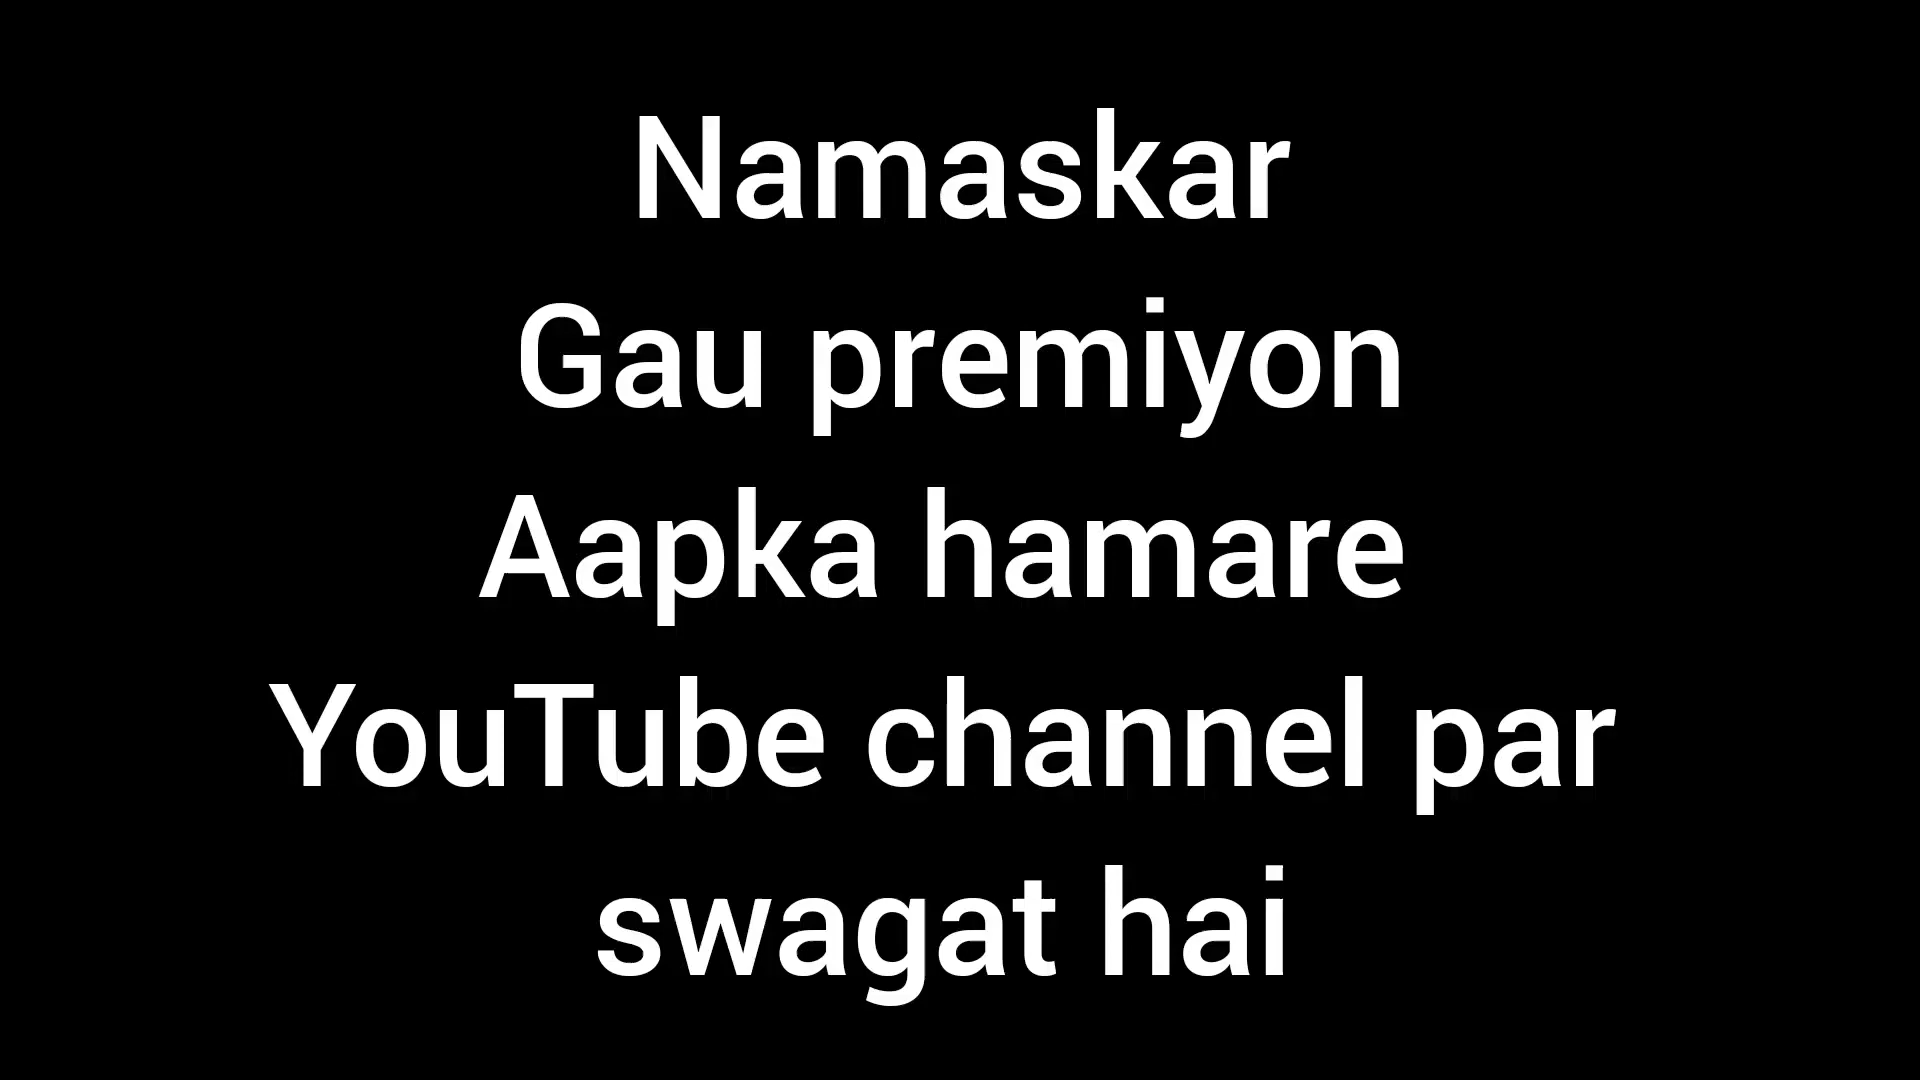 Namaskar
Gau premiyon
Aapka hamare
YouTube channel par
swagat hai